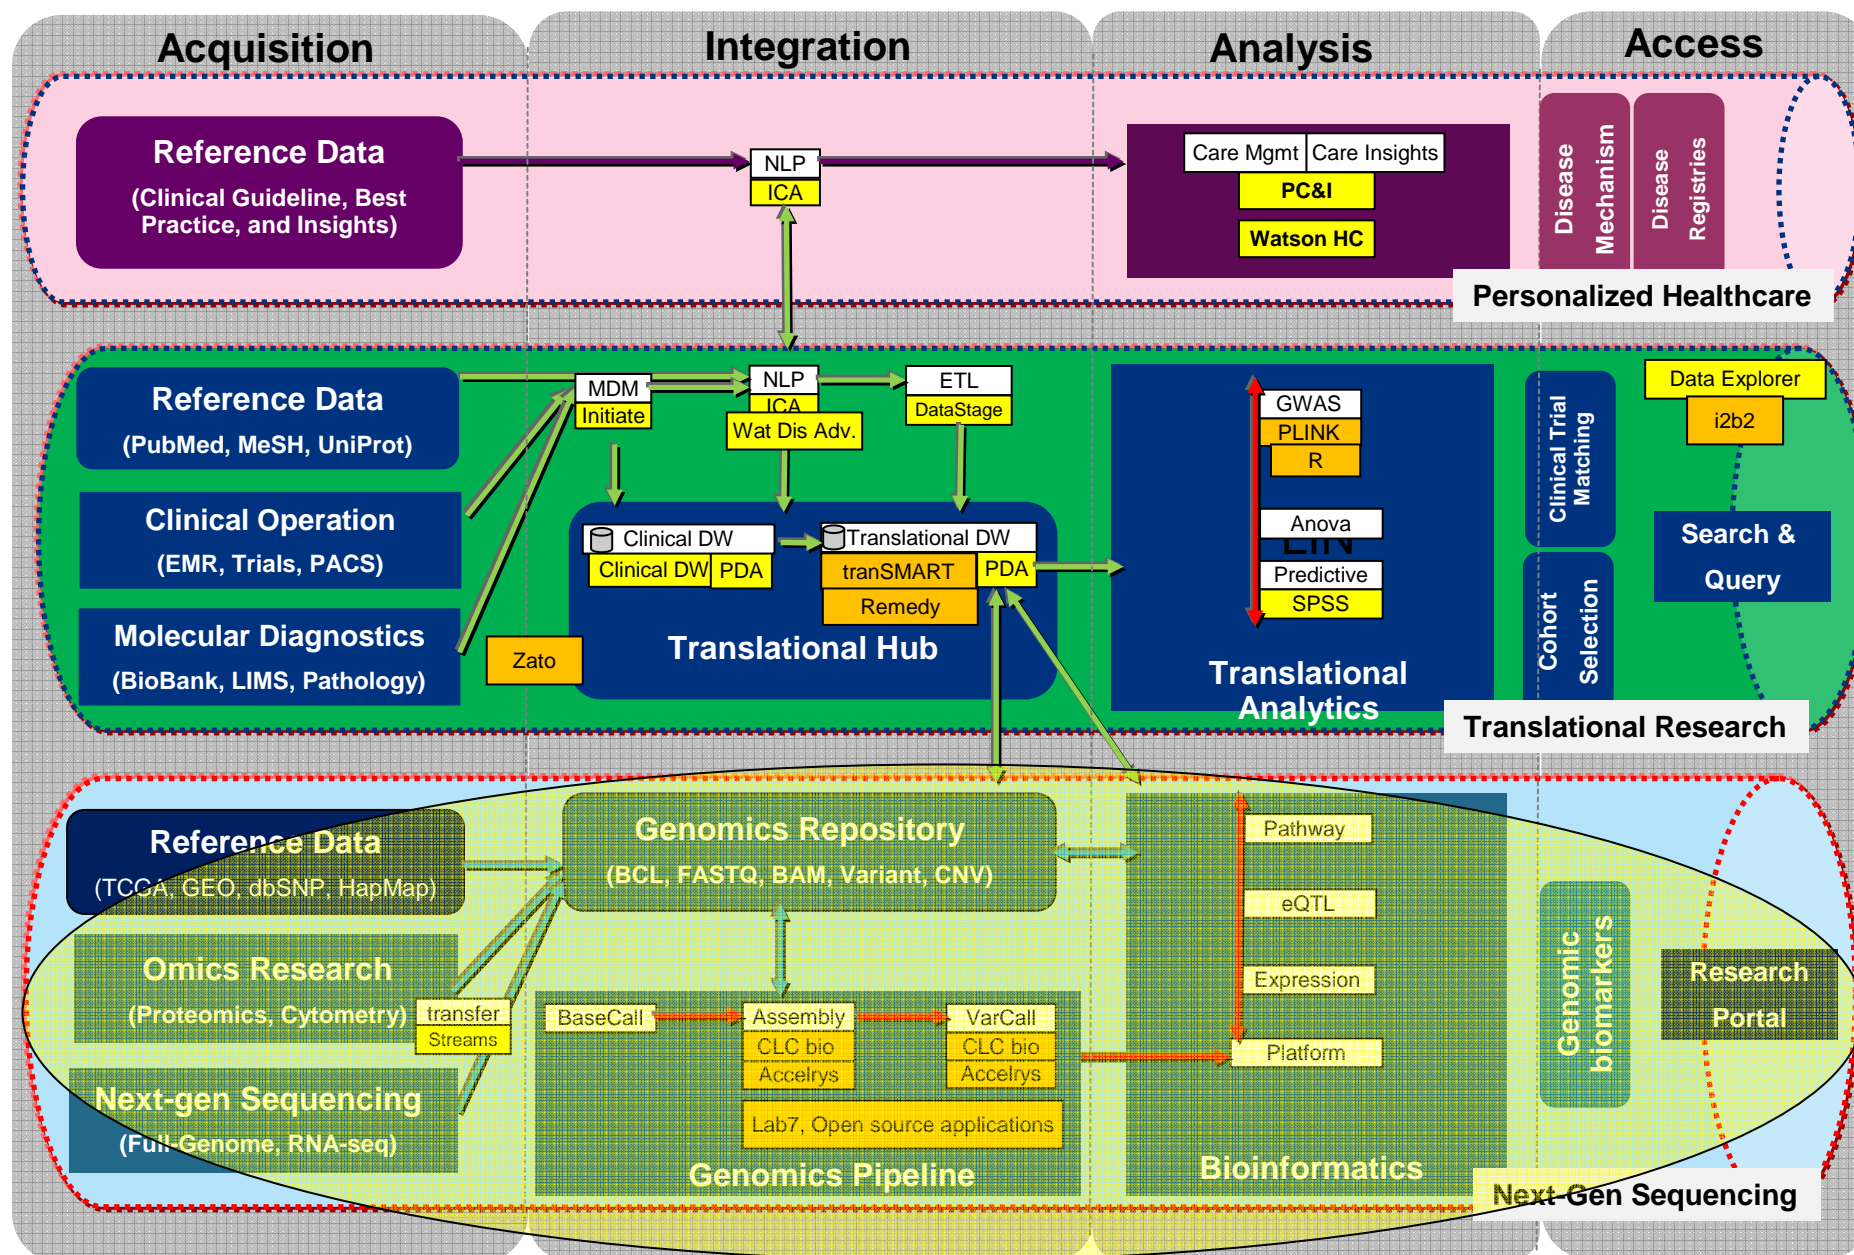 Acquisition
Integration
Analysis
Access
Reference Data
(Clinical Guideline, Best
Practice, and Insights)
NLP
ICA
Care Mgmt
Care Insights
PC&I
Watson HC
Disease
Mechanism
Disease
Registries
Personalized Healthcare
Reference Data
(PubMed, MeSH, UniProt)
Clinical Operation
(EMR, Trials, PACS)
Molecular Diagnostics
(BioBank, LIMS, Pathology)
Zato
MDM
Initiate
NLP
ICA
Wat Dis Adv.
ETL
DataStage
Clinical DW
Clinical DW
PDA
Translational DW
tranSMART
PDA
Remedy
Translational Hub
GWAS
PLINK
R
Anova
Predictive
SPSS
Translational
Analytics
Clinical Trial
Matching
Cohort
Selection
Data Explorer
i2b2
Search &
Query
Translational Research
Reference Data
(TCGA, GEO, dbSNP, HapMap)
Omics Research
(Proteomics, Cytometry)
transfer
Streams
Next-gen Sequencing
(Full-Genome, RNA-seq)
Genomics Repository
(BCL, FASTQ, BAM, Variant, CNV)
BaseCall
Assembly
CLC bio
Accelrys
VarCall
CLC bio
Accelrys
Lab7, Open source applications
Genomics Pipeline
Pathway
eQTL
Expression
Platform
Bioinformatics
Genomic
biomarkers
Research
Portal
Next-Gen Sequencing